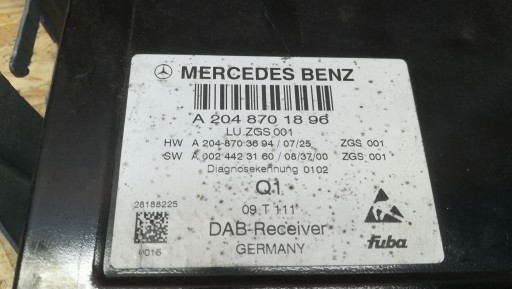 MERCEDES BENZ
A 204 870 18 96
LU ZGS 001
HW A 204 870 36 94 / 07/25 ZGS 001
SW A 002 442 31 60 / 08/37/00 ZGS 001
Diagnosekennung 0102
Q1
28188225
09 T 111
DAB-Receiver
GERMANY
fuba